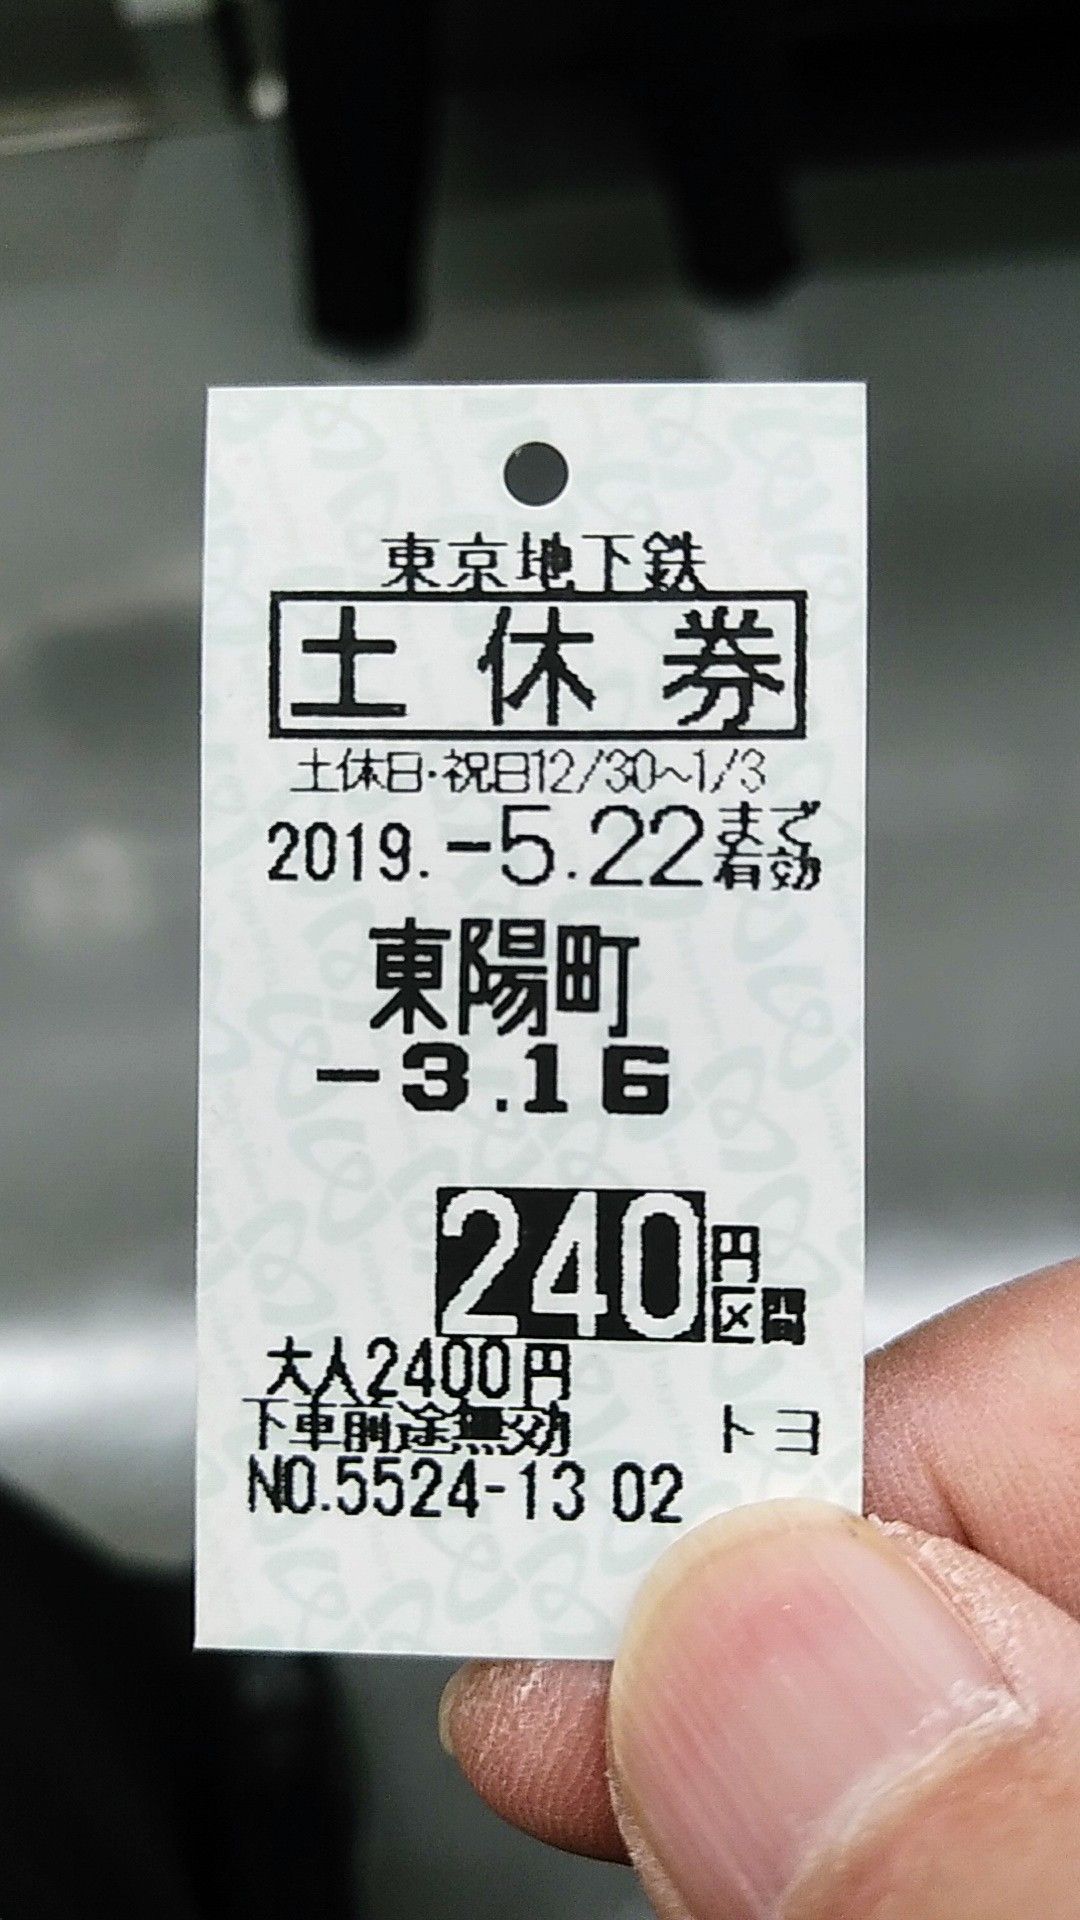 東京地下鉄
土休券
土休日・祝日12/30~1/3
2019.-5.22まで有効
東陽町
-3.16
240円区間
大人2400円
下車前途無効 トヨ
NO.5524-13 02